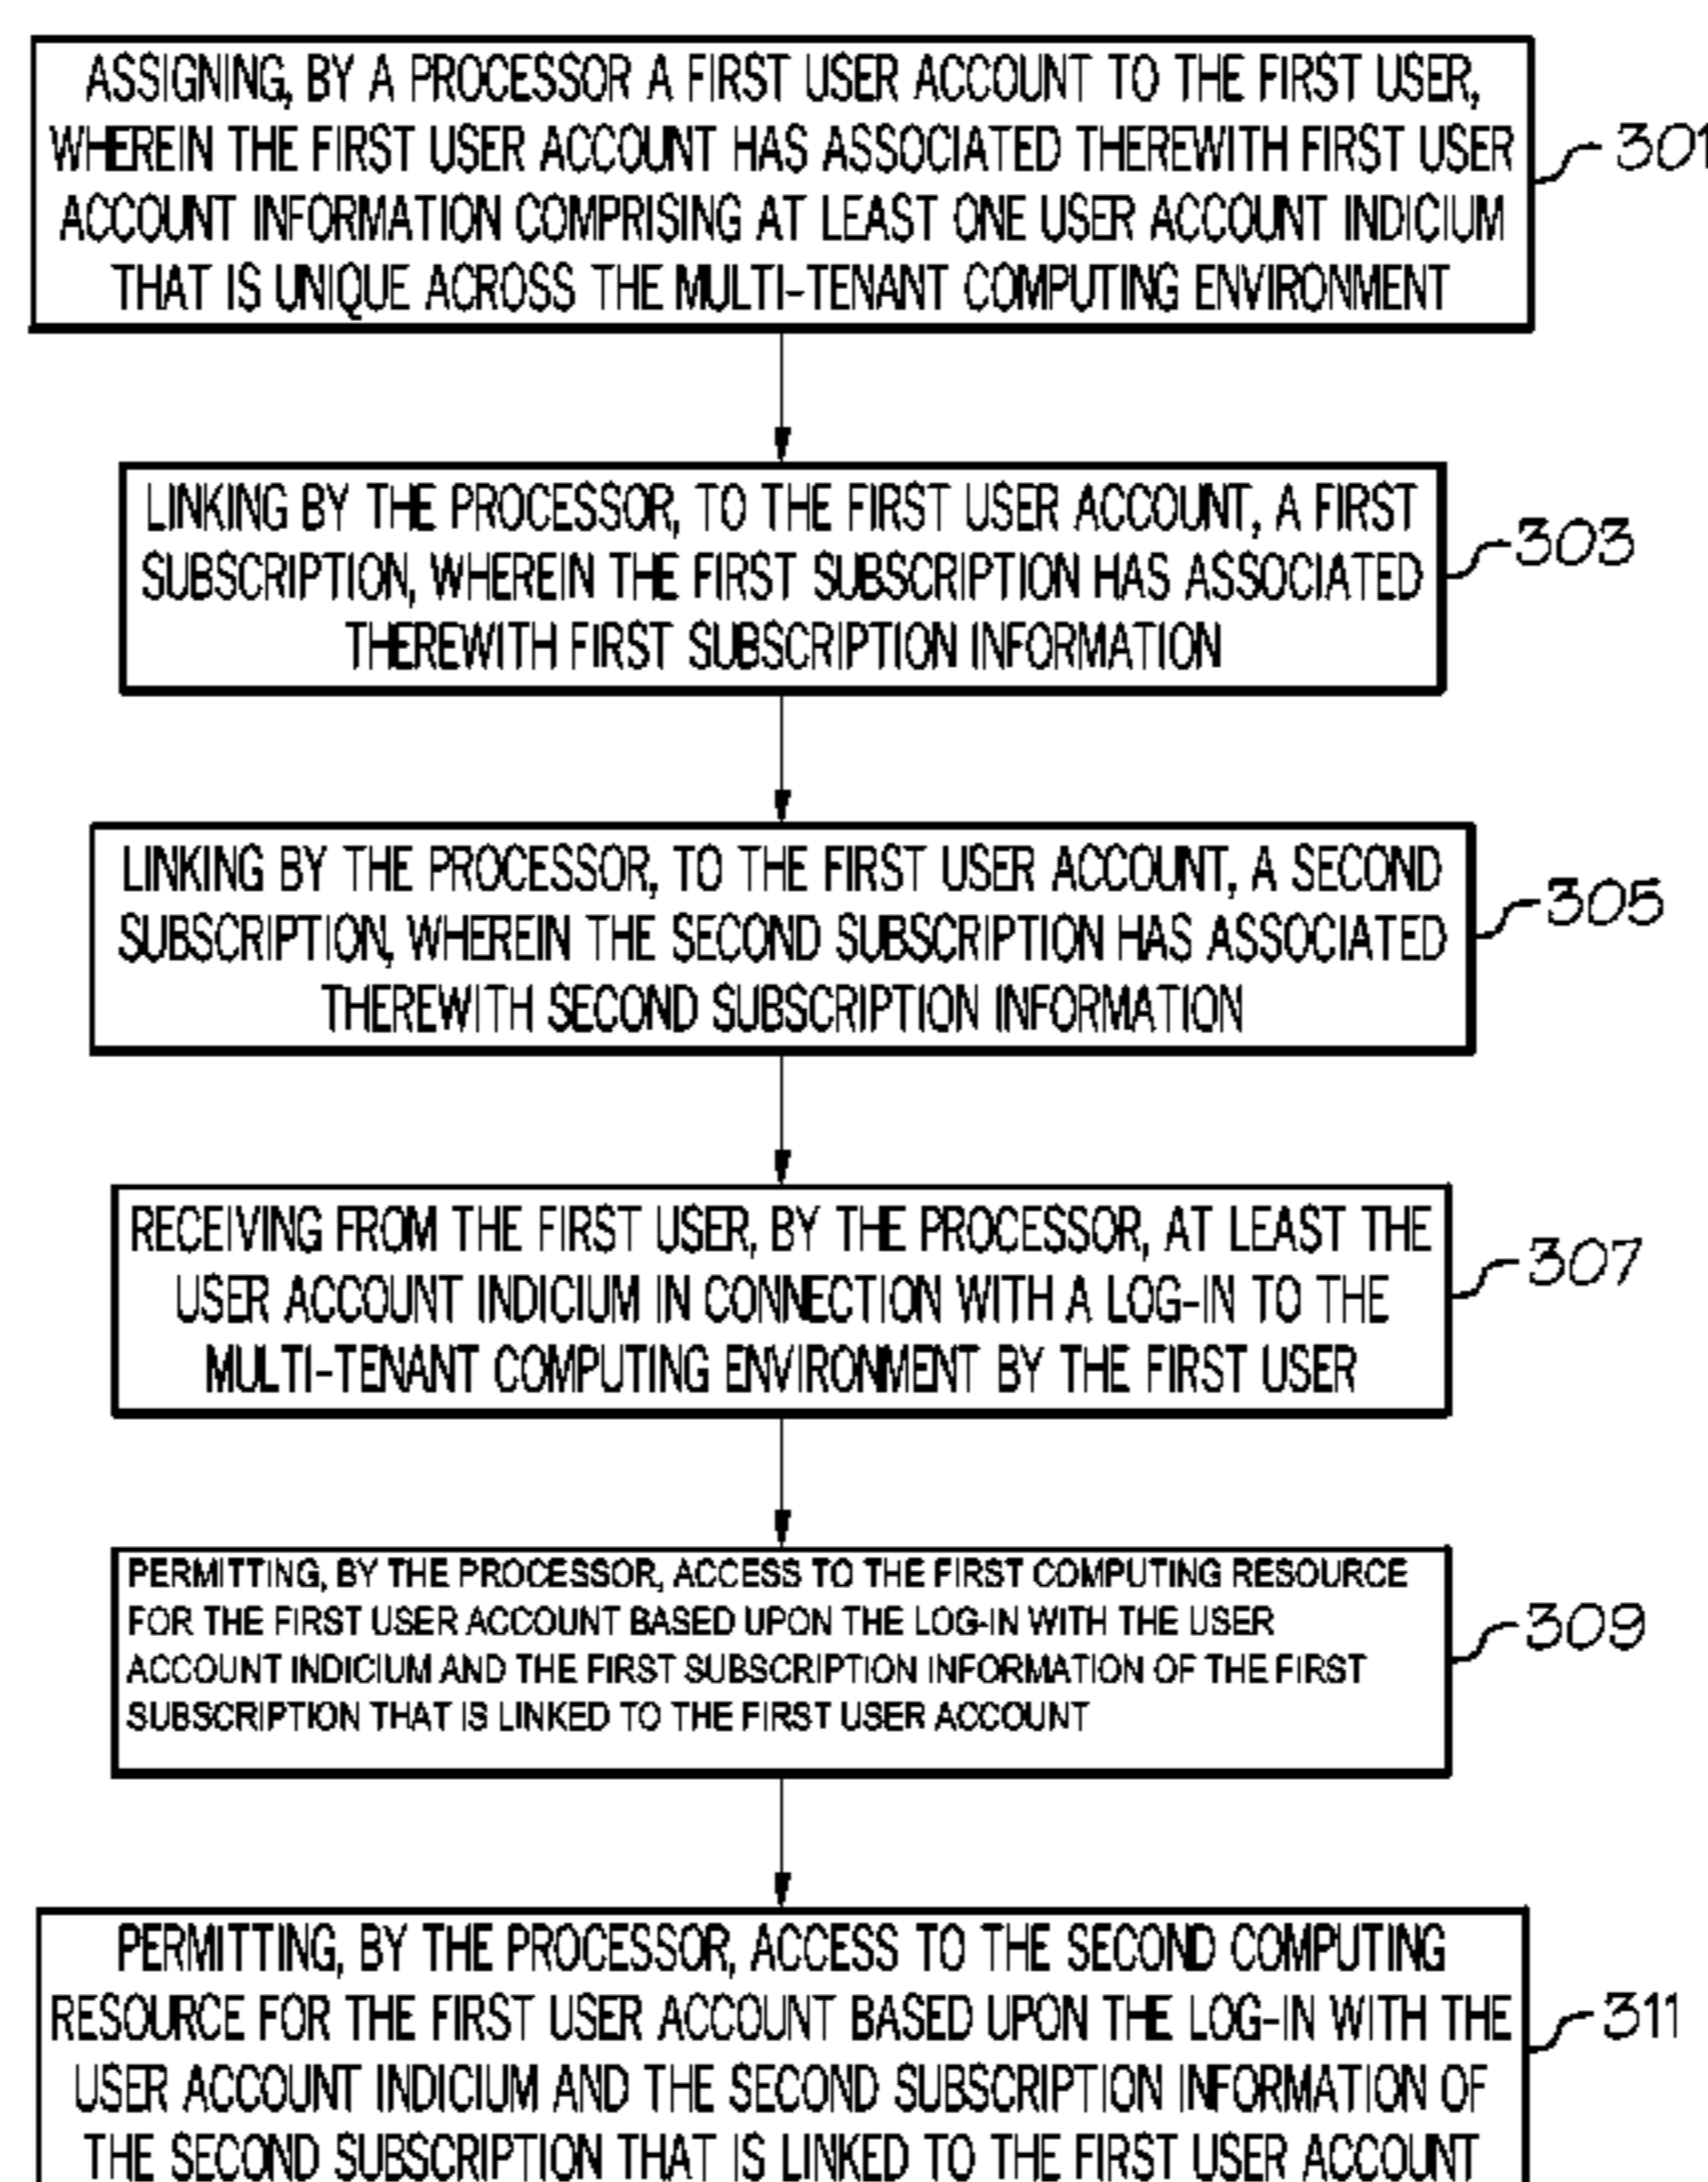 ASSIGNING, BY A PROCESSOR A FIRST USER ACCOUNT TO THE FIRST USER,
WHEREIN THE FIRST USER ACCOUNT HAS ASSOCIATED THEREWITH FIRST USER
ACCOUNT INFORMATION COMPRISING AT LEAST ONE USER ACCOUNT INDICIUM
THAT IS UNIQUE ACROSS THE MULTI-TENANT COMPUTING ENVIRONMENT
301
LINKING BY THE PROCESSOR, TO THE FIRST USER ACCOUNT, A FIRST
SUBSCRIPTION, WHEREIN THE FIRST SUBSCRIPTION HAS ASSOCIATED
THEREWITH FIRST SUBSCRIPTION INFORMATION
303
LINKING BY THE PROCESSOR, TO THE FIRST USER ACCOUNT, A SECOND
SUBSCRIPTION, WHEREIN THE SECOND SUBSCRIPTION HAS ASSOCIATED
THEREWITH SECOND SUBSCRIPTION INFORMATION
305
RECEIVING FROM THE FIRST USER, BY THE PROCESSOR, AT LEAST THE
USER ACCOUNT INDICIUM IN CONNECTION WITH A LOG-IN TO THE
MULTI-TENANT COMPUTING ENVIRONMENT BY THE FIRST USER
307
PERMITTING, BY THE PROCESSOR, ACCESS TO THE FIRST COMPUTING RESOURCE
FOR THE FIRST USER ACCOUNT BASED UPON THE LOG-IN WITH THE USER
ACCOUNT INDICIUM AND THE FIRST SUBSCRIPTION INFORMATION OF THE FIRST
SUBSCRIPTION THAT IS LINKED TO THE FIRST USER ACCOUNT
309
PERMITTING, BY THE PROCESSOR, ACCESS TO THE SECOND COMPUTING
RESOURCE FOR THE FIRST USER ACCOUNT BASED UPON THE LOG-IN WITH THE
USER ACCOUNT INDICIUM AND THE SECOND SUBSCRIPTION INFORMATION OF
THE SECOND SUBSCRIPTION THAT IS LINKED TO THE FIRST USER ACCOUNT
311